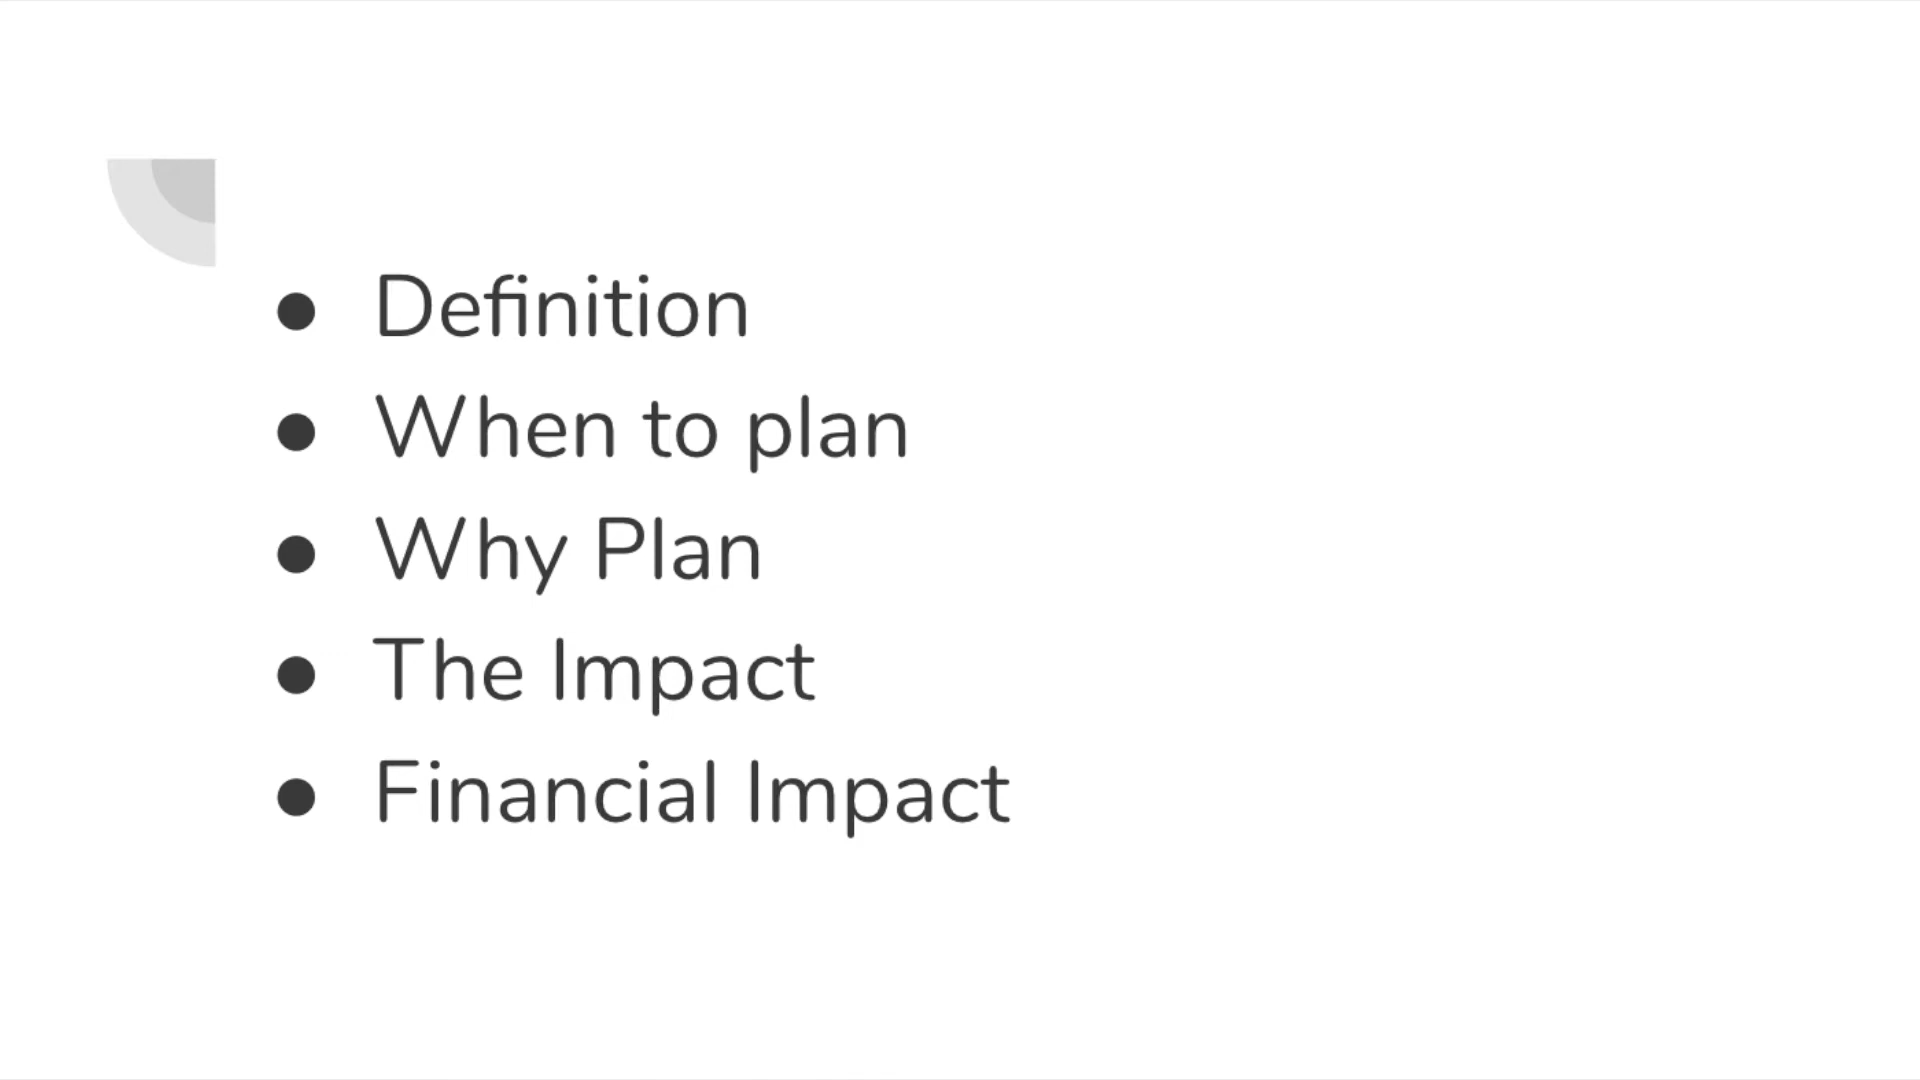 ● Definition
● When to plan
● Why Plan
● The Impact
● Financial Impact